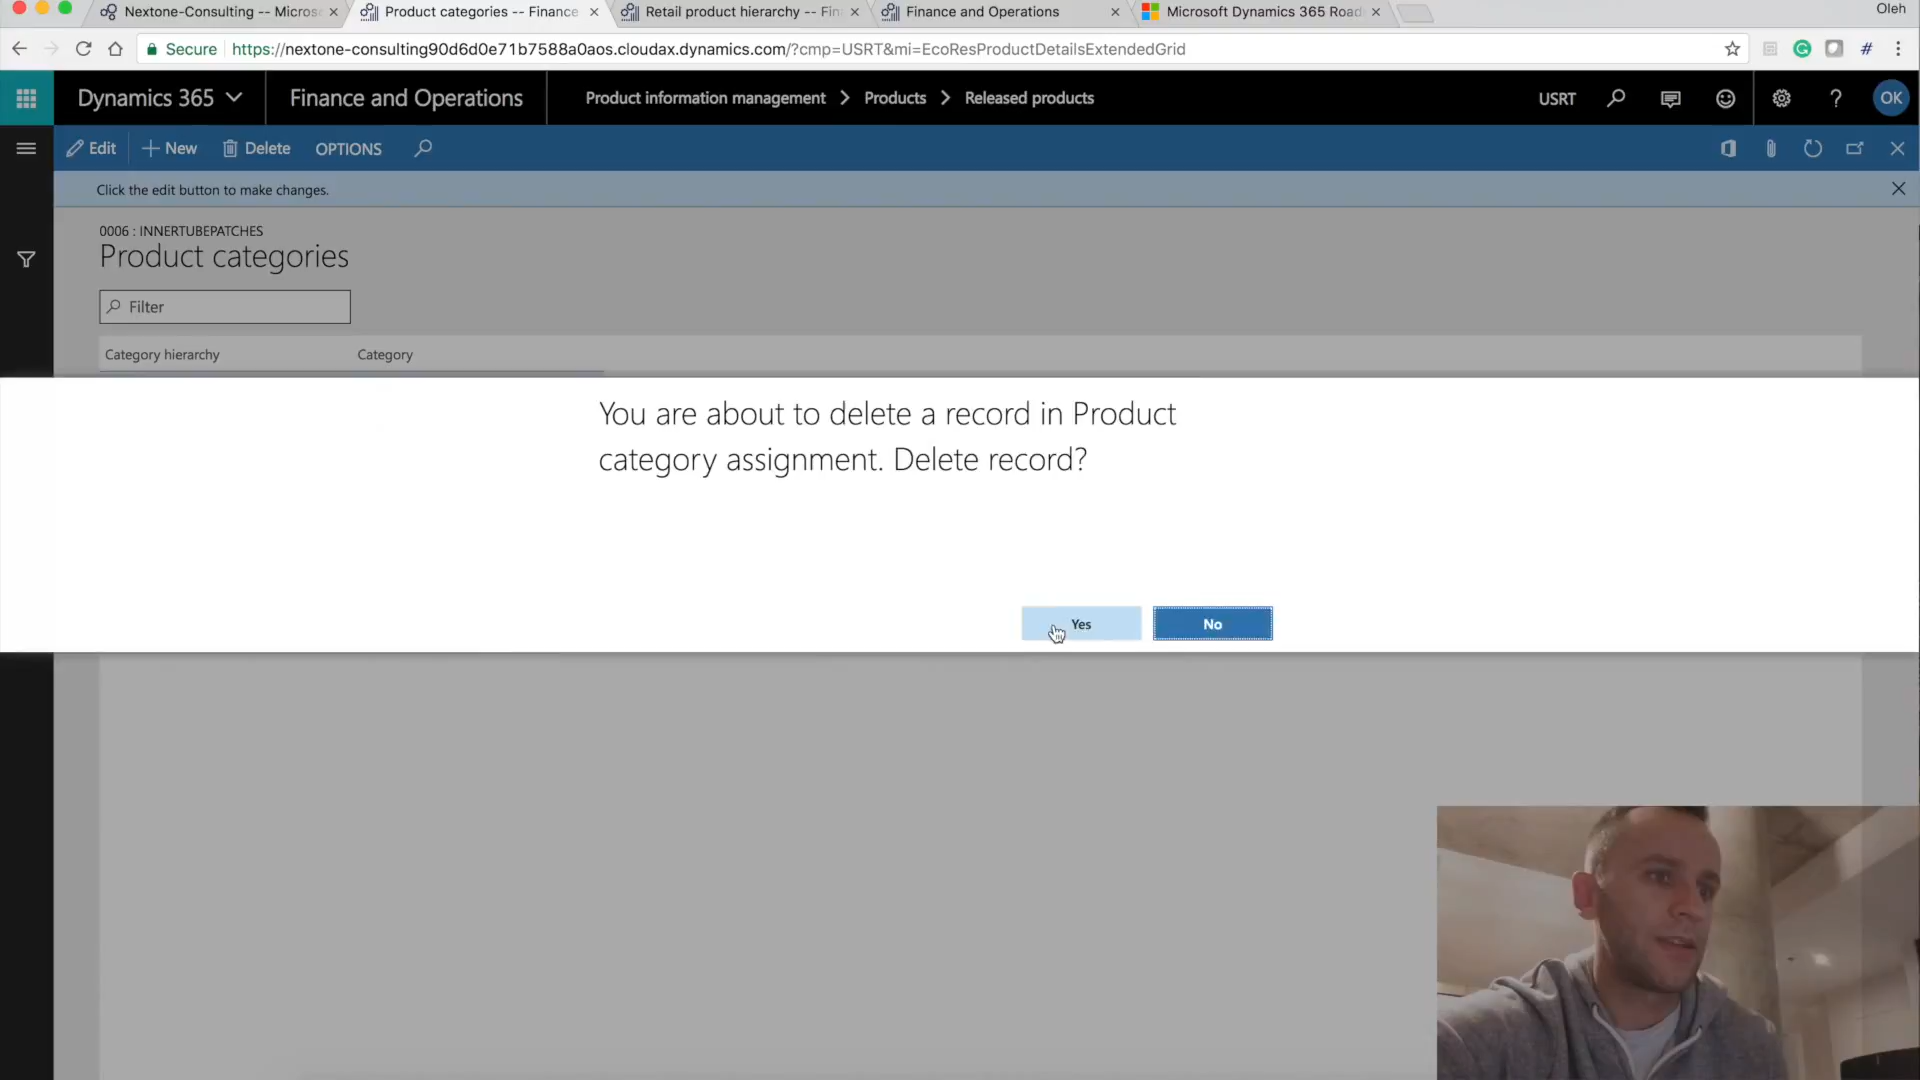 Nextone-Consulting -- Micros
Product categories -- Finance
Retail product hierarchy -- Fin
Finance and Operations
Microsoft Dynamics 365 Road
Oleh
Secure
https://nextone-consulting90d6d0e71b7588a0aos.cloudax.dynamics.com/?cmp=USRT&mi=EcoResProductDetailsExtendedGrid
Dynamics 365
Finance and Operations
Product information management > Products > Released products
USRT
OK
Edit
New
Delete
OPTIONS
Click the edit button to make changes.
0006 : INNERTUBEPATCHES
Product categories
Filter
Category hierarchy
Category
You are about to delete a record in Product
category assignment. Delete record?
Yes
No